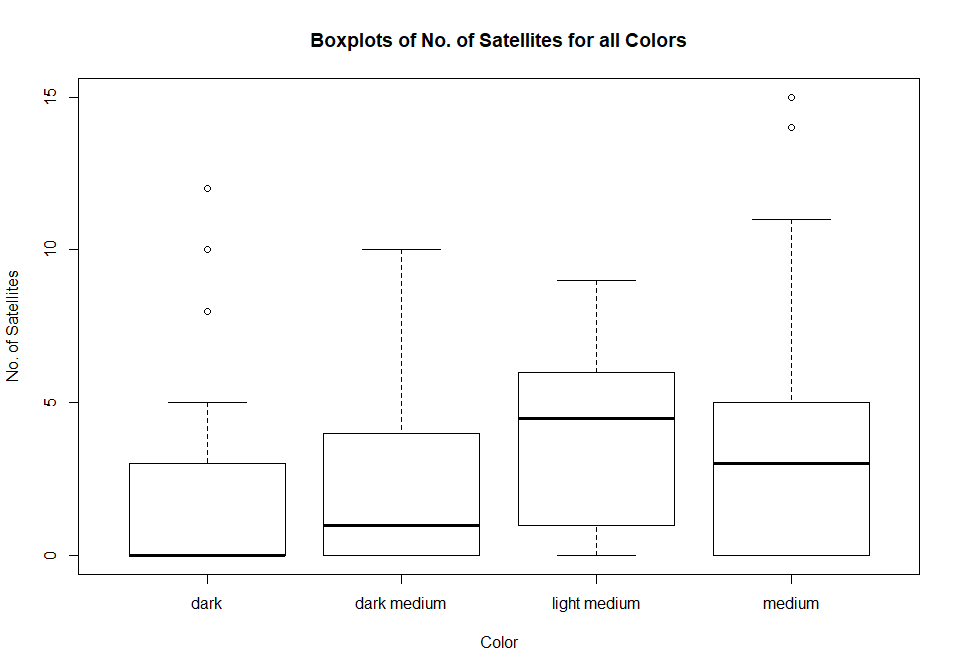 Boxplots of No. of Satellites for all Colors
15
10
5
0
No. of Satellites
dark
dark medium
light medium
medium
Color